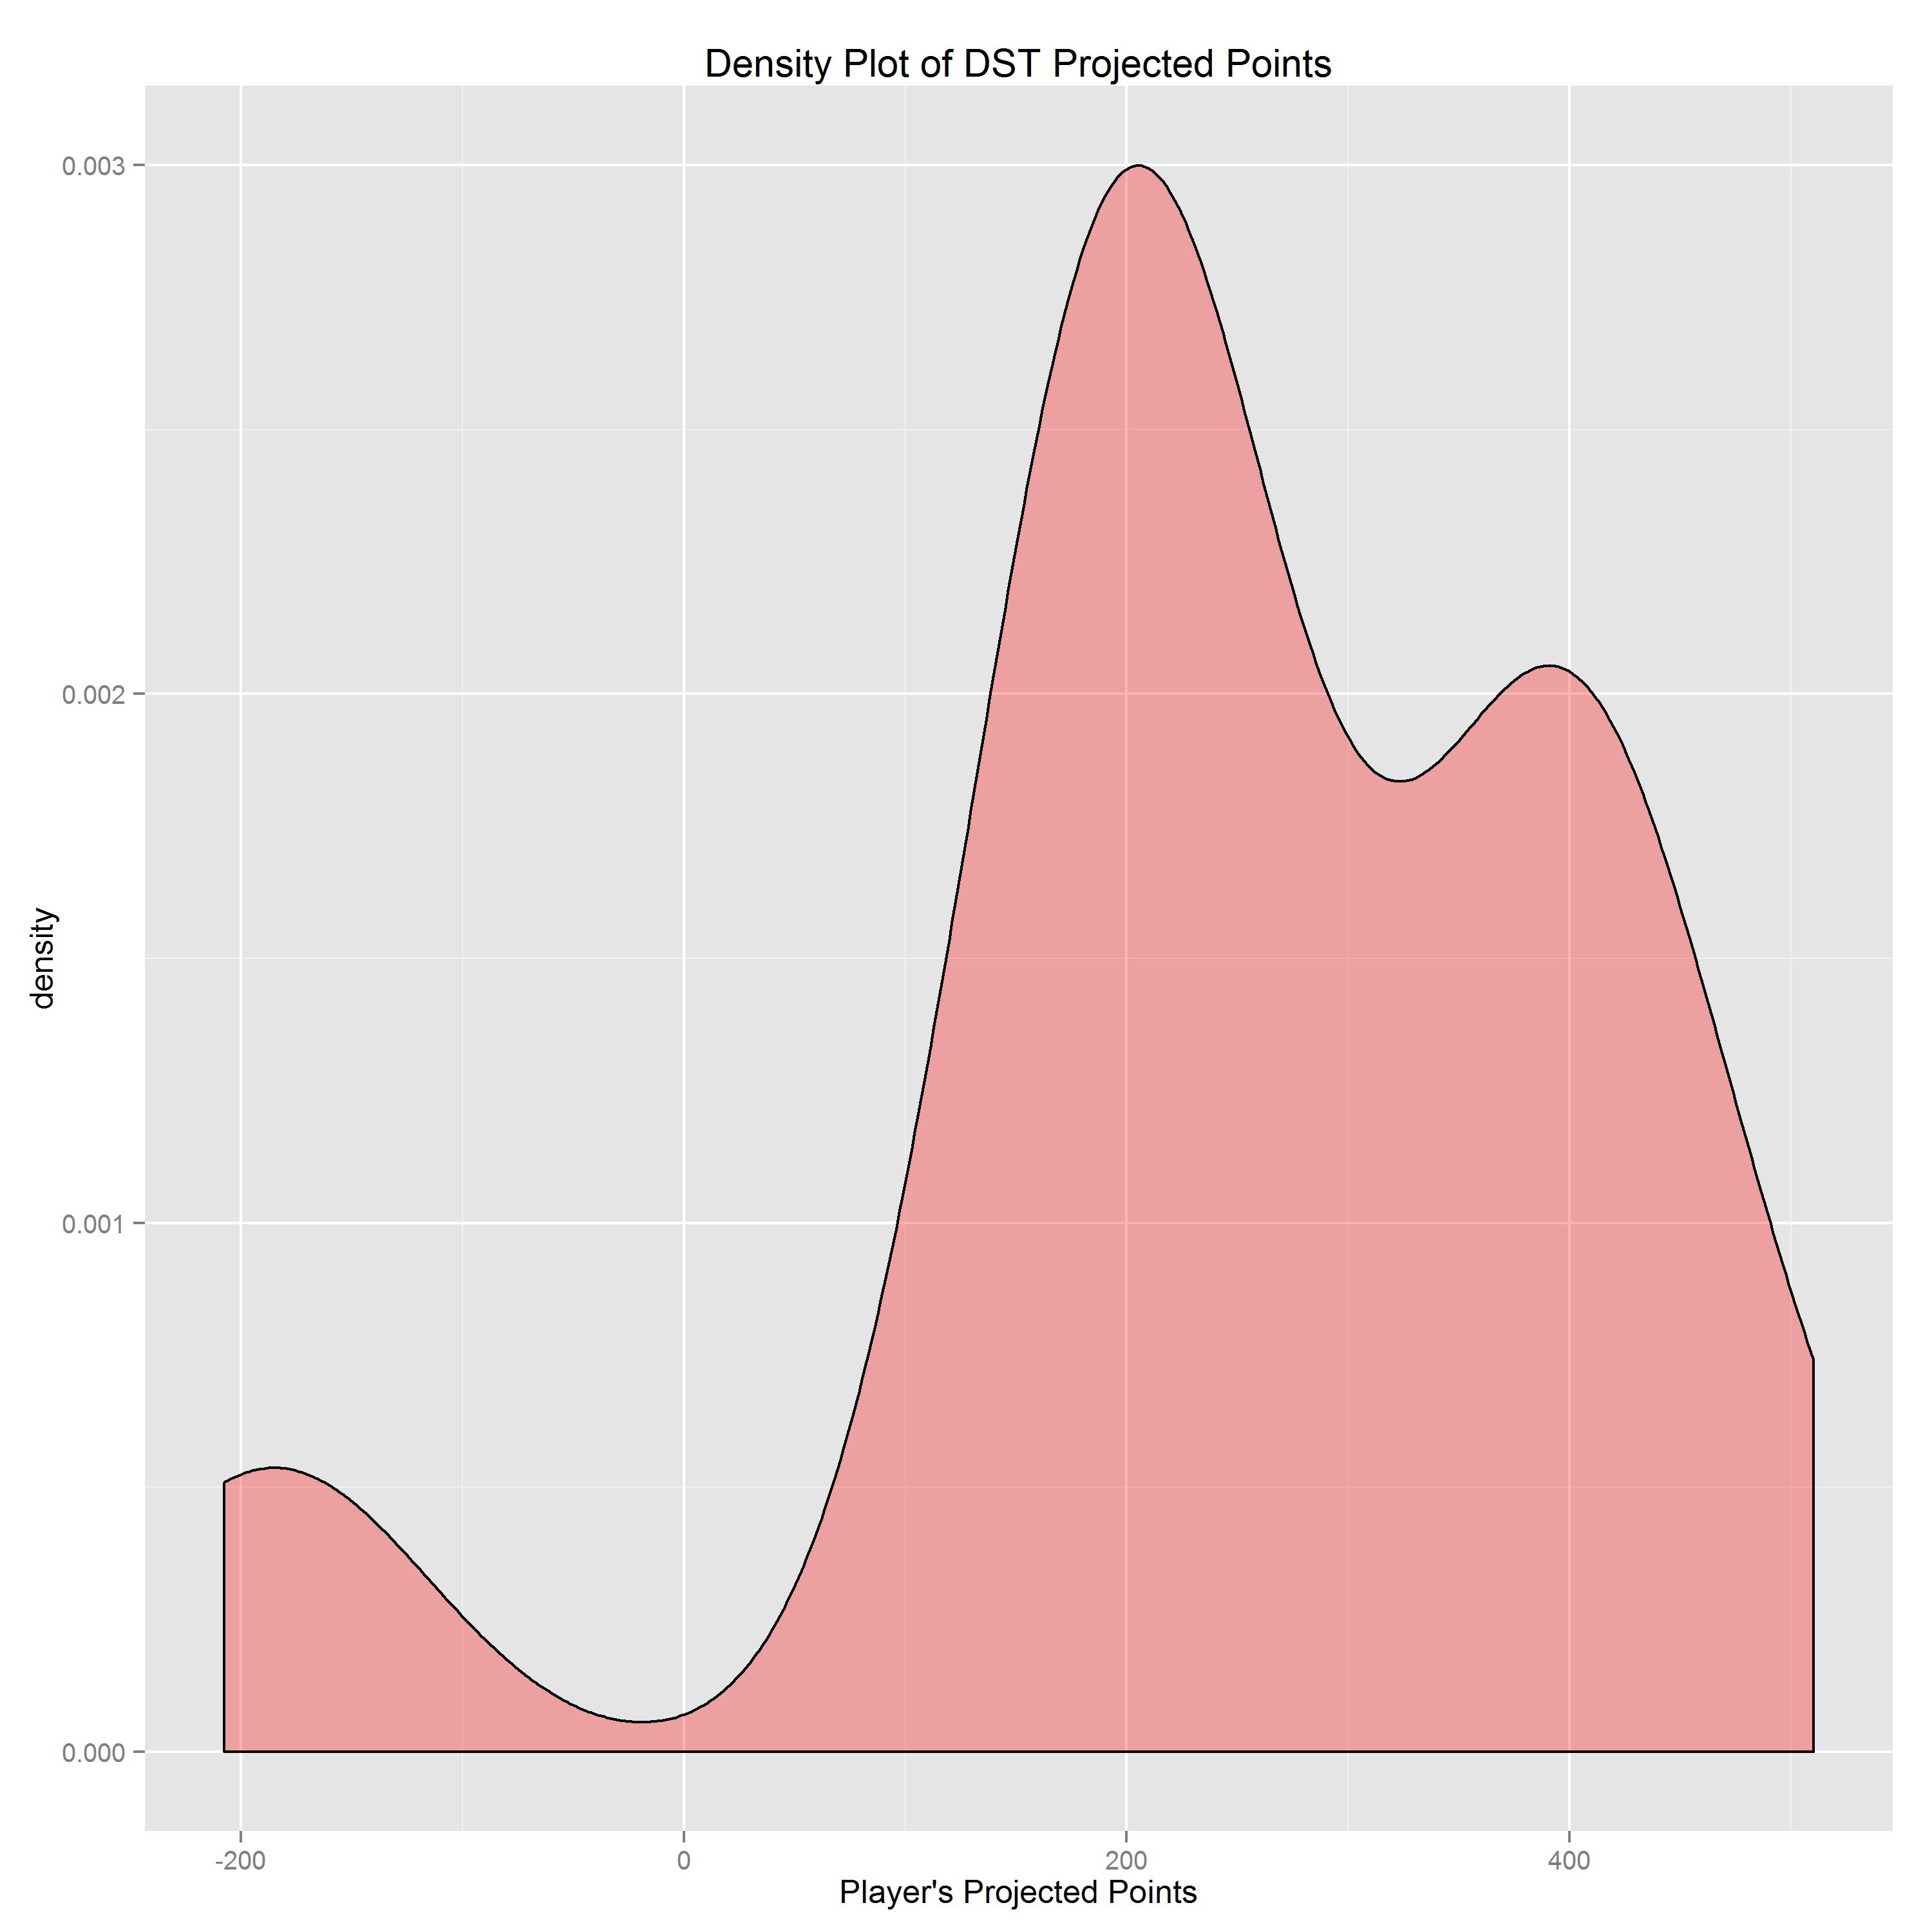 Density Plot of DST Projected Points
0.003
0.002
0.001
0.000
density
-200 0 200 400
Player's Projected Points